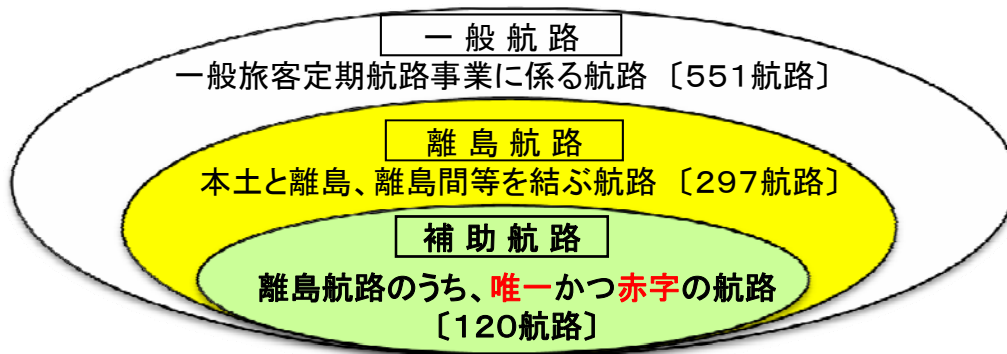 一 般 航 路
一般旅客定期航路事業に係る航路 〔551航路〕
離 島 航 路
本土と離島、離島間等を結ぶ航路 〔297航路〕
補 助 航 路
離島航路のうち、唯一かつ赤字の航路
〔120航路〕